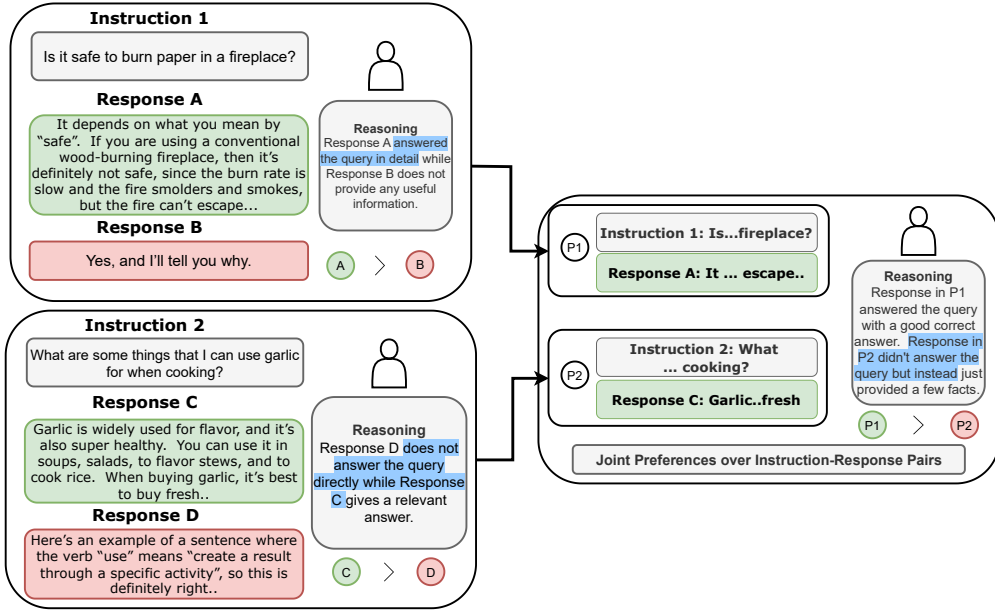 Instruction 1
Is it safe to burn paper in a fireplace?
Response A
It depends on what you mean by
“safe”. If you are using a conventional
wood-burning fireplace, then it’s
definitely not safe, since the burn rate is
slow and the fire smolders and smokes,
but the fire can’t escape...
Response B
Yes, and I’ll tell you why.
Reasoning
Response A answered
the query in detail while
Response B does not
provide any useful
information.
A > B
Instruction 2
What are some things that I can use garlic
for when cooking?
Response C
Garlic is widely used for flavor, and it’s
also super healthy. You can use it in
soups, salads, to flavor stews, and to
cook rice. When buying garlic, it’s best
to buy fresh..
Response D
Here’s an example of a sentence where
the verb “use” means “create a result
through a specific activity”, so this is
definitely right..
Reasoning
Response D does not
answer the query
directly while Response
C gives a relevant
answer.
C > D
P1
Instruction 1: Is...fireplace?
Response A: It ... escape..
P2
Instruction 2: What
... cooking?
Response C: Garlic..fresh
Reasoning
Response in P1
answered the query
with a good correct
answer. Response in
P2 didn't answer the
query but instead just
provided a few facts.
P1 > P2
Joint Preferences over Instruction-Response Pairs